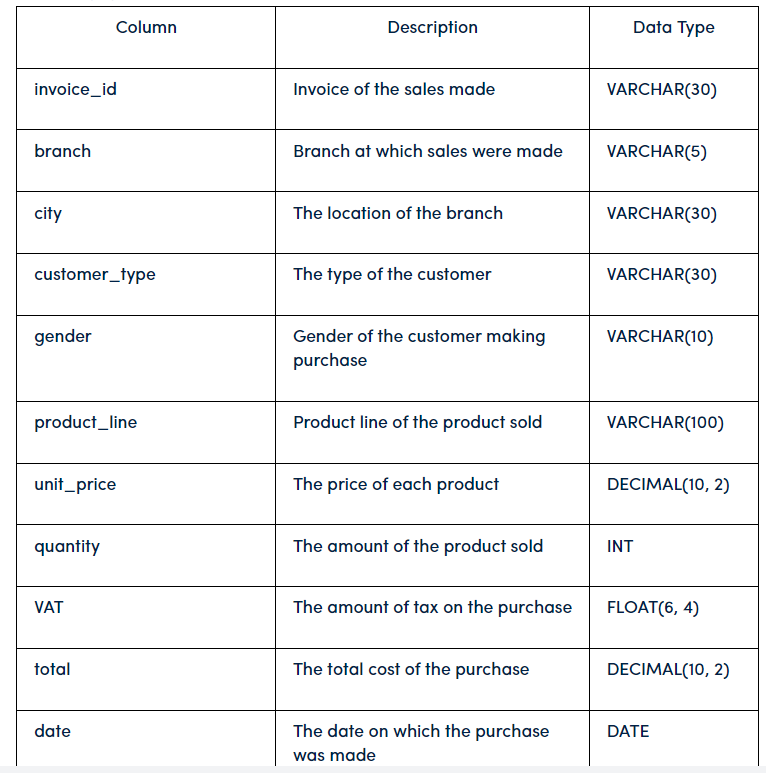 Column Description Data Type
invoice_id Invoice of the sales made VARCHAR(30)
branch Branch at which sales were made VARCHAR(5)
city The location of the branch VARCHAR(30)
customer_type The type of the customer VARCHAR(30)
gender Gender of the customer making VARCHAR(10)
purchase
product_line Product line of the product sold VARCHAR(100)
unit_price The price of each product DECIMAL(10, 2)
quantity The amount of the product sold INT
VAT The amount of tax on the purchase FLOAT(6, 4)
total The total cost of the purchase DECIMAL(10, 2)
date The date on which the purchase DATE
was made